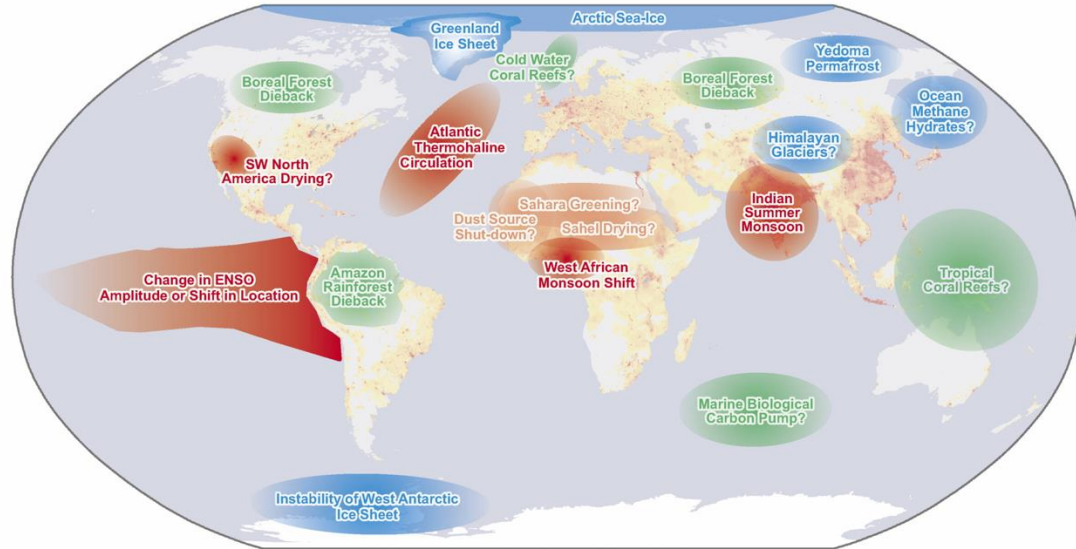 Arctic Sea-Ice
Greenland
Ice Sheet
Cold Water
Coral Reefs?
Yedoma
Permafrost
Boreal Forest
Dieback
Boreal Forest
Dieback
Ocean
Methane
Hydrates?
Atlantic
Thermohaline
Circulation
Himalayan
Glaciers?
SW North
America Drying?
Sahara Greening?
Dust Source
Shut-down?
Sahel Drying?
Indian
Summer
Monsoon
West African
Monsoon Shift
Change in ENSO
Amplitude or Shift in Location
Amazon
Rainforest
Dieback
Tropical
Coral Reefs?
Marine Biological
Carbon Pump?
Instability of West Antarctic
Ice Sheet